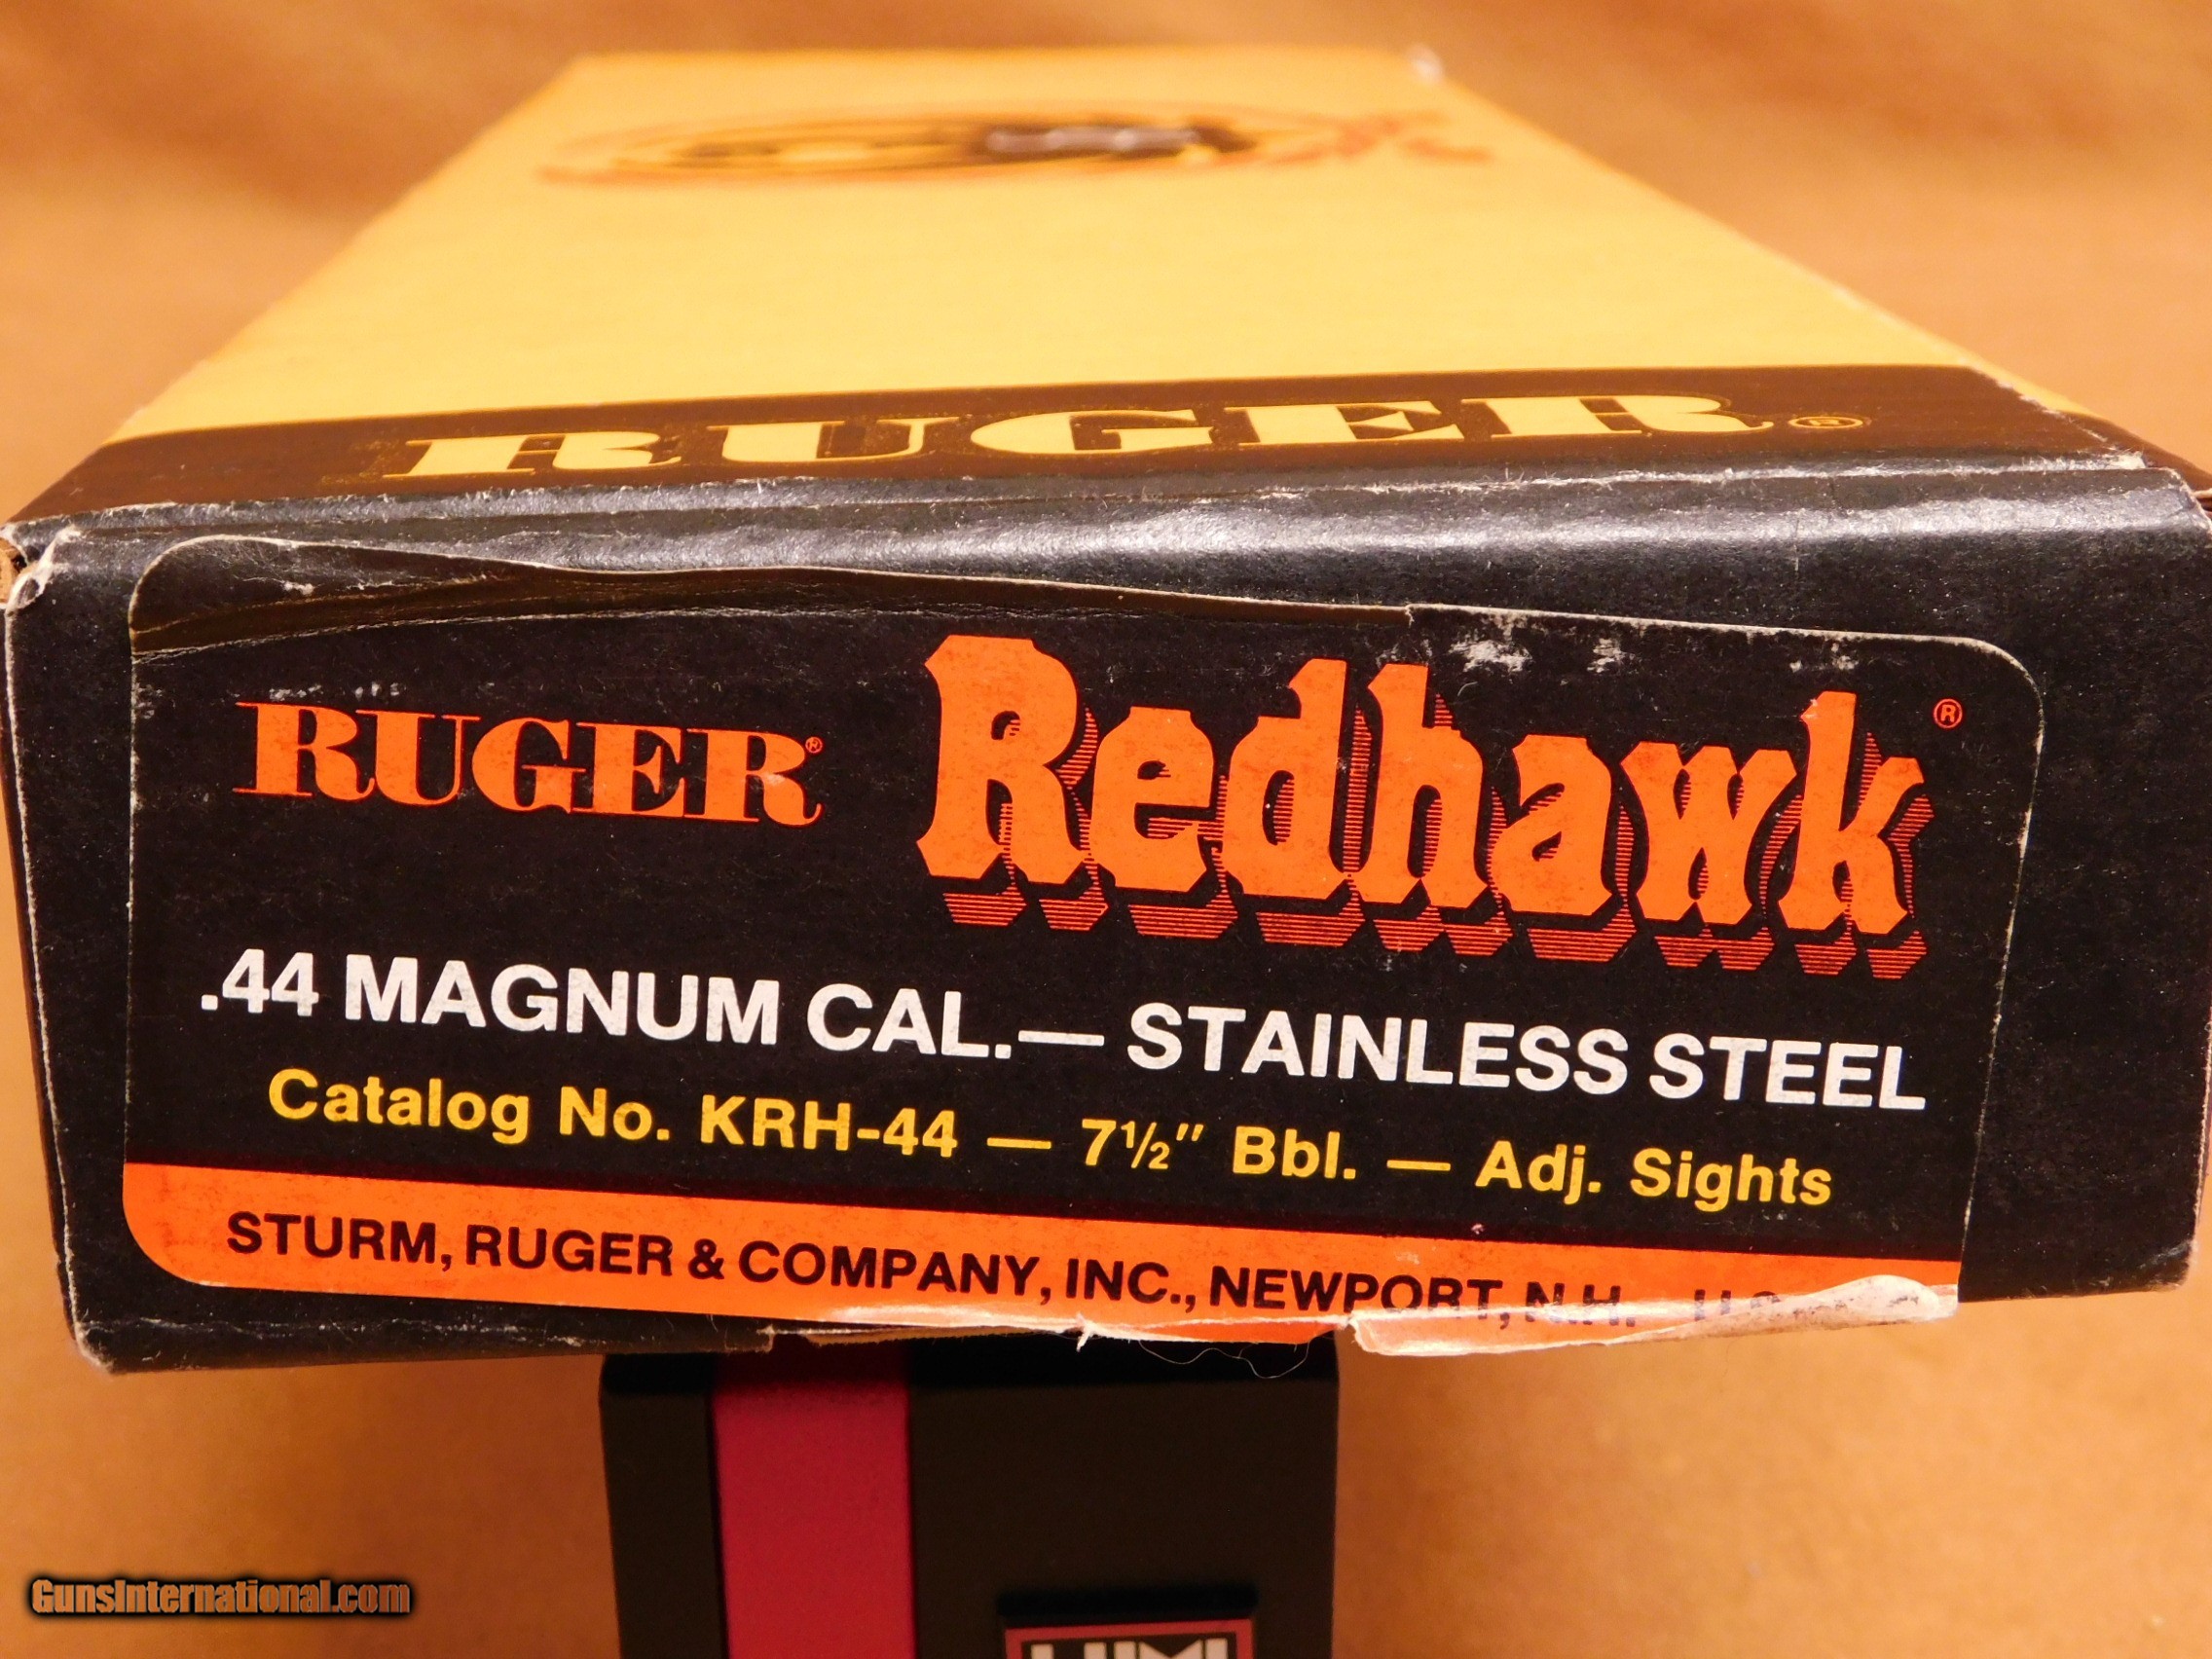 RUGER®
RUGER® Redhawk®
.44 MAGNUM CAL.— STAINLESS STEEL
Catalog No. KRH-44 — 7½" Bbl. — Adj. Sights
STURM, RUGER & COMPANY, INC., NEWPORT, N.H.
GunsInternational.com